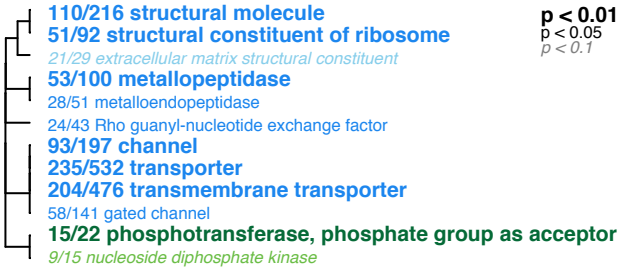 110/216 structural molecule
51/92 structural constituent of ribosome
21/29 extracellular matrix structural constituent
53/100 metallopeptidase
28/51 metalloendopeptidase
24/43 Rho guanyl-nucleotide exchange factor
93/197 channel
235/532 transporter
204/476 transmembrane transporter
58/141 gated channel
15/22 phosphotransferase, phosphate group as acceptor
9/15 nucleoside diphosphate kinase
p < 0.01
p < 0.05
p < 0.1